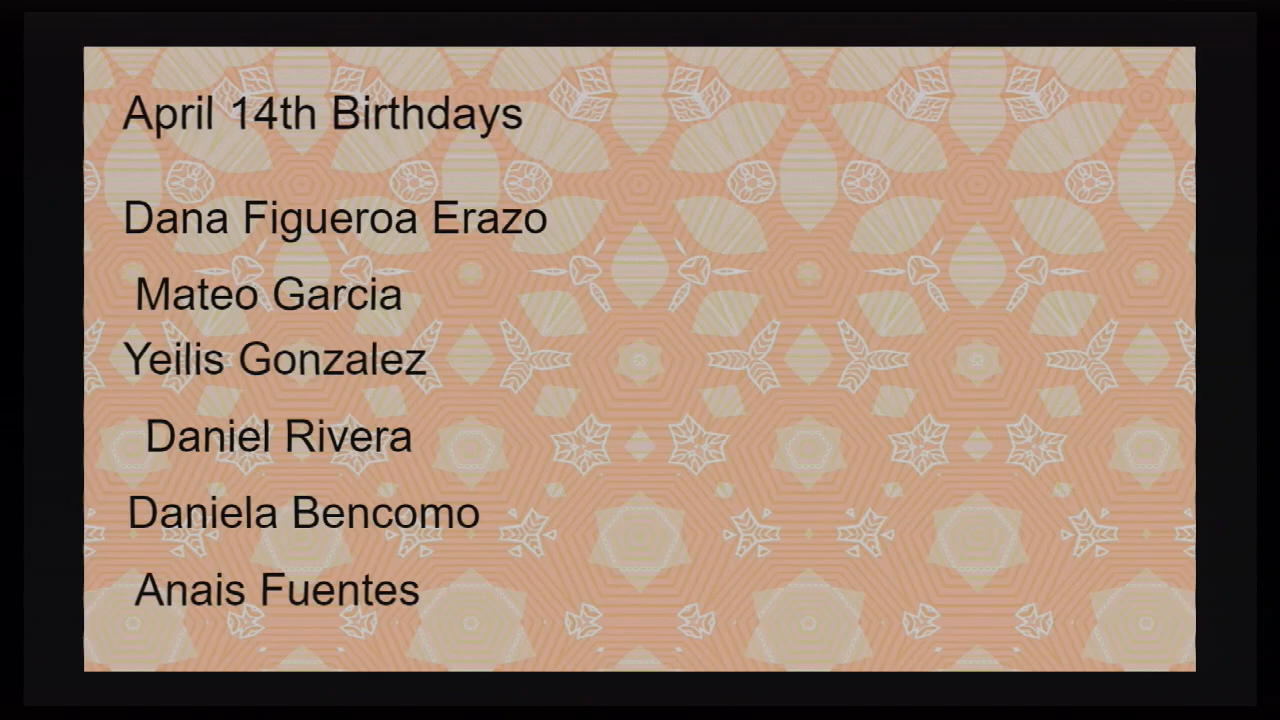 April 14th Birthdays
Dana Figueroa Erazo
Mateo Garcia
Yeilis Gonzalez
Daniel Rivera
Daniela Bencomo
Anais Fuentes